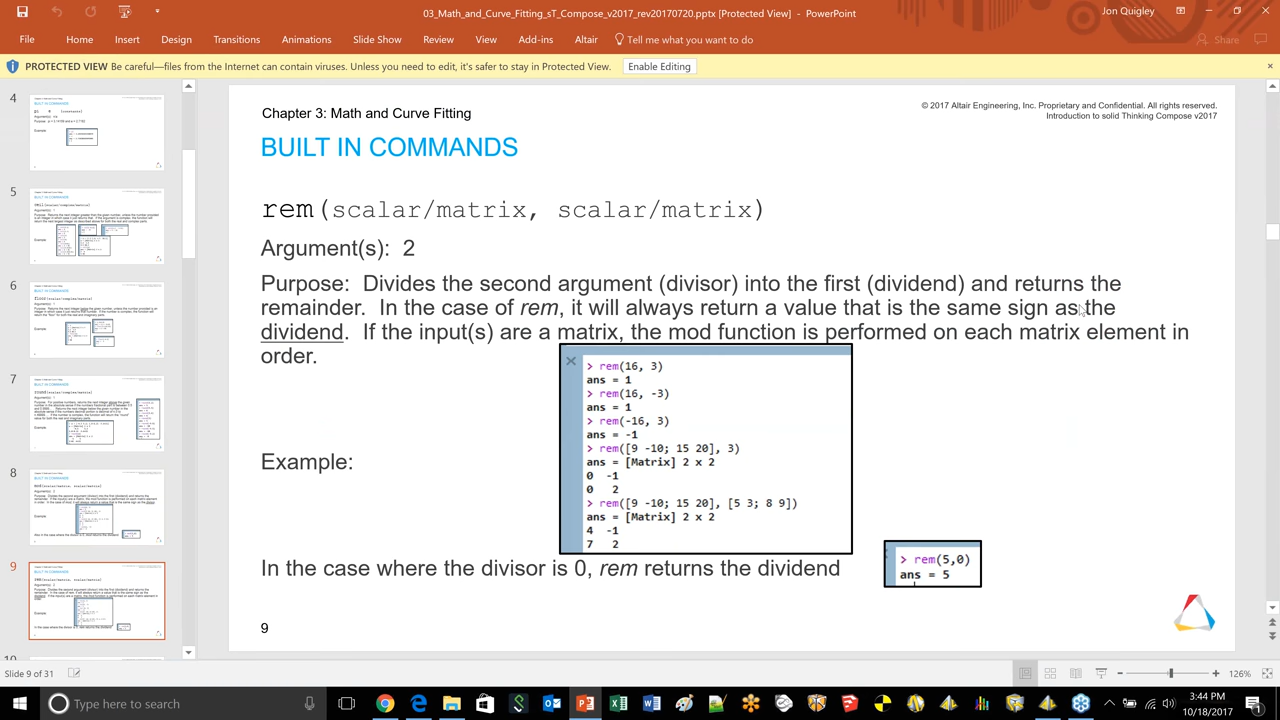 03_Math and Curve Fitting_sT_Compose_v2017_rev20170720.pptx [Protected View] - PowerPoint
Jon Quigley
File Home Insert Design Transitions Animations Slide Show Review View Add-ins Altair Tell me what you want to do
Share
PROTECTED VIEW Be careful—files from the Internet can contain viruses. Unless you need to edit, it's safer to stay in Protected View. Enable Editing
4
5
6
7
8
9
10
Chapter 3: Math and Curve Fitting
© 2017 Altair Engineering, Inc. Proprietary and Confidential. All rights reserved.
Introduction to solid Thinking Compose v2017
BUILT IN COMMANDS
rem(scalar/matrix, scalar/matrix)
Argument(s): 2
Purpose: Divides the second argument (divisor) into the first (dividend) and returns the
remainder. In the case of rem, it will always return a value that is the same sign as the
dividend. If the input(s) are a matrix, the mod function is performed on each matrix element in
order.
> rem(16, 3)
ans = 1
> rem(16, -3)
ans = 1
> rem(-16, 3)
ans = -1
> rem([9 -10; 15 20], 3)
ans = [Matrix] 2 x 2
0 -1
0 2
> rem([9 -10; 15 20], [5 3; 8 9])
ans = [Matrix] 2 x 2
4 -1
7 2
Example:
In the case where the divisor is 0, rem returns the dividend
> rem(5,0)
ans = 5
9
Slide 9 of 31
126%
Type here to search
3:44 PM
10/18/2017